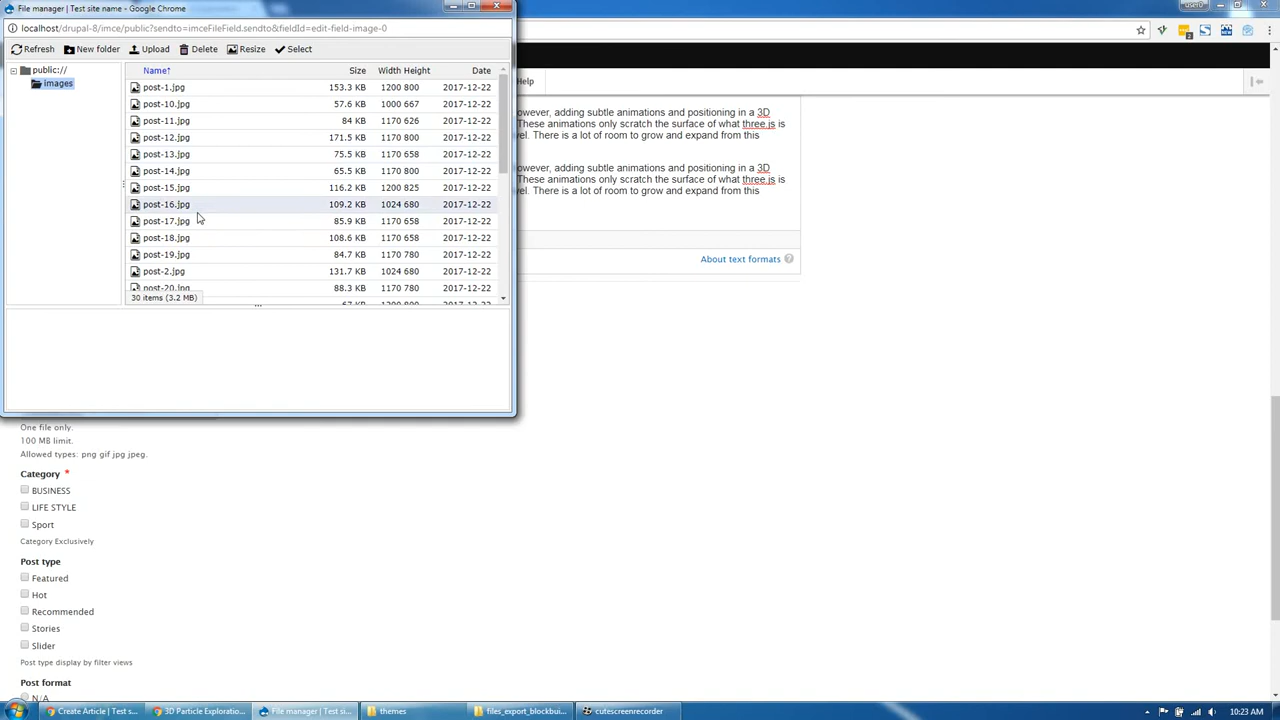 File manager | Test site name - Google Chrome
user0
localhost/drupal-8/imce/public?sendto=imceFileField.sendto&fieldId=edit-field-image-0
Refresh New folder Upload Delete Resize Select
public://
images
Name↑ Size Width Height Date
post-1.jpg 153.3 KB 1200 800 2017-12-22
post-10.jpg 57.6 KB 1000 667 2017-12-22
post-11.jpg 84 KB 1170 626 2017-12-22
post-12.jpg 171.5 KB 1170 800 2017-12-22
post-13.jpg 75.5 KB 1170 658 2017-12-22
post-14.jpg 65.5 KB 1170 800 2017-12-22
post-15.jpg 116.2 KB 1200 825 2017-12-22
post-16.jpg 109.2 KB 1024 680 2017-12-22
post-17.jpg 85.9 KB 1170 658 2017-12-22
post-18.jpg 108.6 KB 1170 658 2017-12-22
post-19.jpg 84.7 KB 1170 780 2017-12-22
post-2.jpg 131.7 KB 1024 680 2017-12-22
post-20.jpg 88.3 KB 1170 780 2017-12-22
30 items (3.2 MB)
Help
owever, adding subtle animations and positioning in a 3D
These animations only scratch the surface of what three.js is
vel. There is a lot of room to grow and expand from this
owever, adding subtle animations and positioning in a 3D
These animations only scratch the surface of what three.js is
vel. There is a lot of room to grow and expand from this
About text formats ?
One file only.
100 MB limit.
Allowed types: png gif jpg jpeg.
Category *
BUSINESS
LIFE STYLE
Sport
Category Exclusively
Post type
Featured
Hot
Recommended
Stories
Slider
Post type display by filter views
Post format
N/A
Create Article | Test s... 3D Particle Exploratio... File manager | Test si... themes files_export_blockbui... cutescreenrecorder 10:23 AM